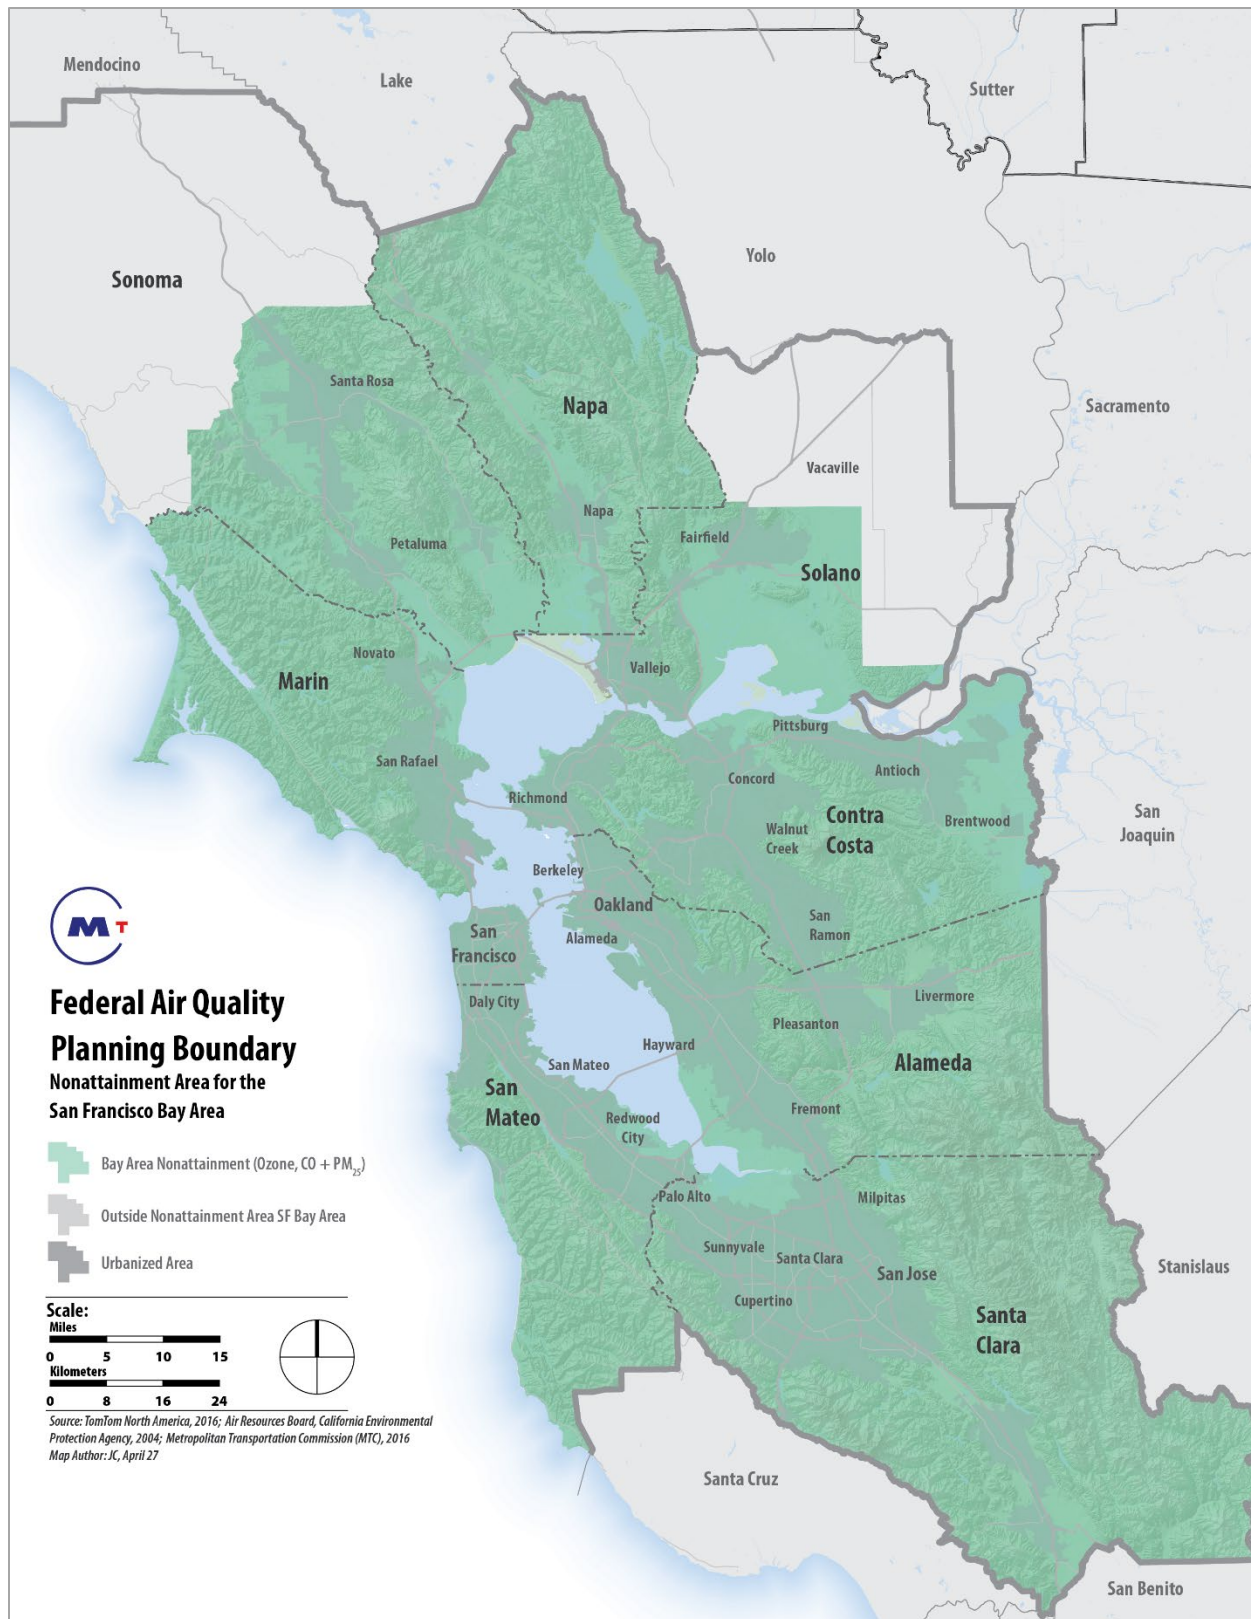 Mendocino
Lake
Sutter
Yolo
Sonoma
Santa Rosa
Napa
Sacramento
Vacaville
Napa
Fairfield
Petaluma
Solano
Novato
Vallejo
Marin
Pittsburg
San Rafael
Concord
Antioch
Richmond
Contra
Costa
Brentwood
San
Joaquin
Walnut
Creek
Berkeley
Oakland
San
Ramon
San
Francisco
Alameda
Daly City
Livermore
Pleasanton
Hayward
San Mateo
Alameda
San
Mateo
Redwood
City
Fremont
Palo Alto
Milpitas
Sunnyvale
Santa Clara
San Jose
Cupertino
Stanislaus
Santa
Clara
Santa Cruz
San Benito
M T
Federal Air Quality
Planning Boundary
Nonattainment Area for the
San Francisco Bay Area
Bay Area Nonattainment (Ozone, CO + PM25)
Outside Nonattainment Area SF Bay Area
Urbanized Area
Scale:
Miles
0 5 10 15
Kilometers
0 8 16 24
Source: TomTom North America, 2016; Air Resources Board, California Environmental
Protection Agency, 2004; Metropolitan Transportation Commission (MTC), 2016
Map Author: JC, April 27